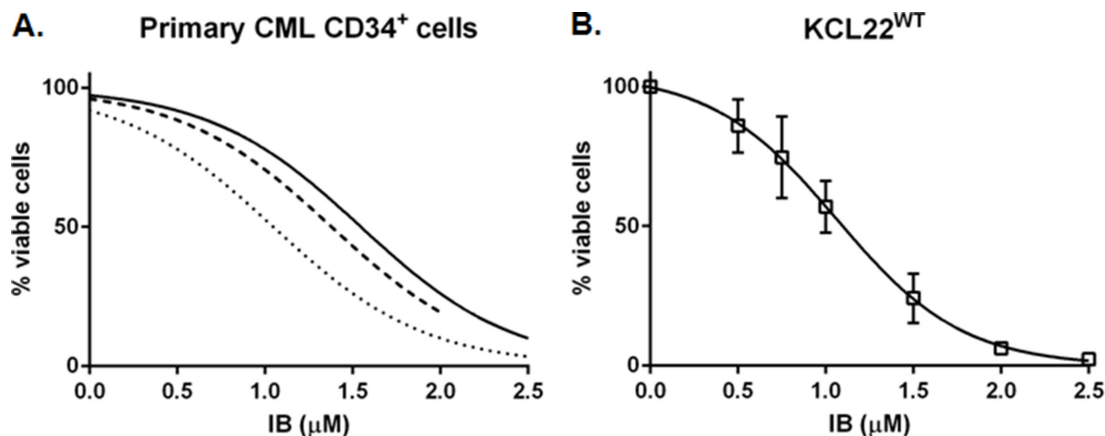 A. Primary CML CD34⁺ cells
100
50
0
% viable cells
0.0 0.5 1.0 1.5 2.0 2.5
IB (μM)
B. KCL22ᵂᵀ
100
50
0
% viable cells
0.0 0.5 1.0 1.5 2.0 2.5
IB (μM)